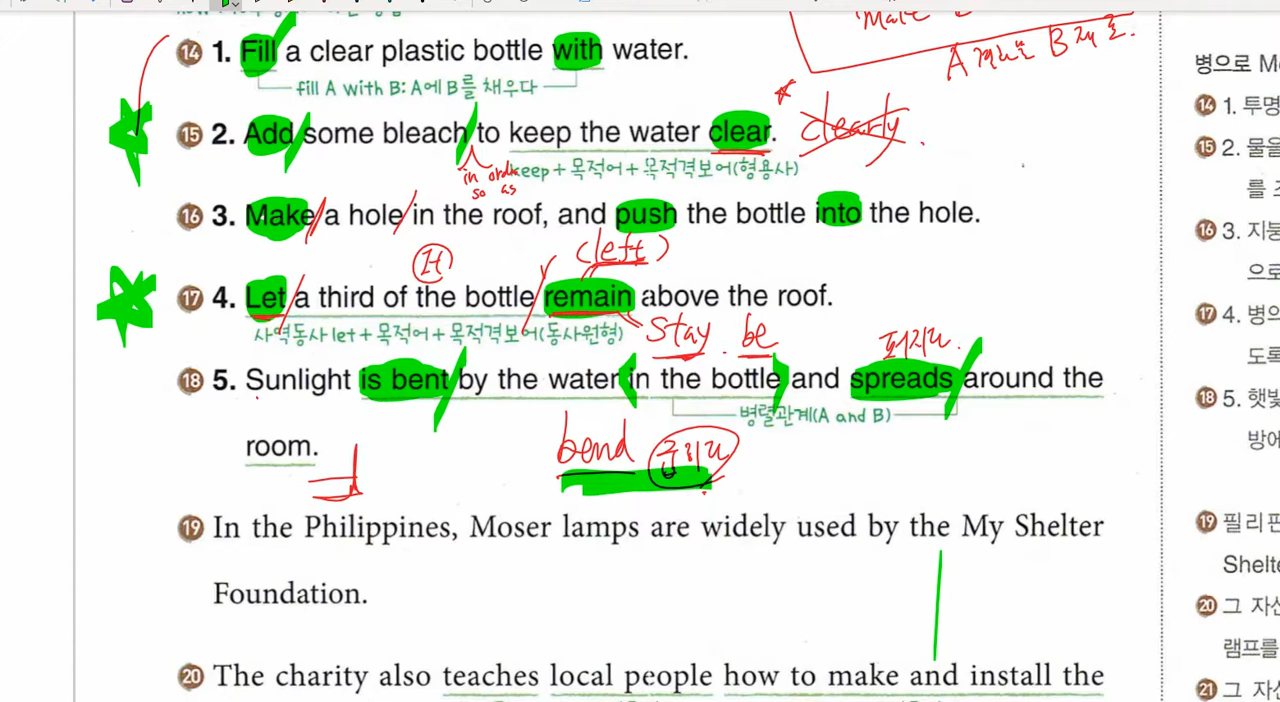 Make
A 적은 B 재료.
⑭ 1. Fill a clear plastic bottle with water.
fill A with B: A에 B를 채우다
⑮ 2. Add some bleach to keep the water clear. clearly.
in order
so as
keep + 목적어 + 목적격보어(형용사)
⑯ 3. Make a hole in the roof, and push the bottle into the hole.
(left)
⑰ 4. Let a third of the bottle remain above the roof.
사역동사 let + 목적어 + 목적격보어(동사원형)
stay. be
퍼지다.
⑱ 5. Sunlight is bent by the water in the bottle and spreads around the
병렬관계(A and B)
room.
bend 굽히다
⑲ In the Philippines, Moser lamps are widely used by the My Shelter
Foundation.
⑳ The charity also teaches local people how to make and install the
병으로 Mo
⑭ 1. 투명
⑮ 2. 물을
를
⑯ 3. 지붕
으로
⑰ 4. 병으
도록
⑱ 5. 햇빛
방에
⑲ 필리핀
Shelte
⑳ 그 자선
램프를
㉑ 그 자선